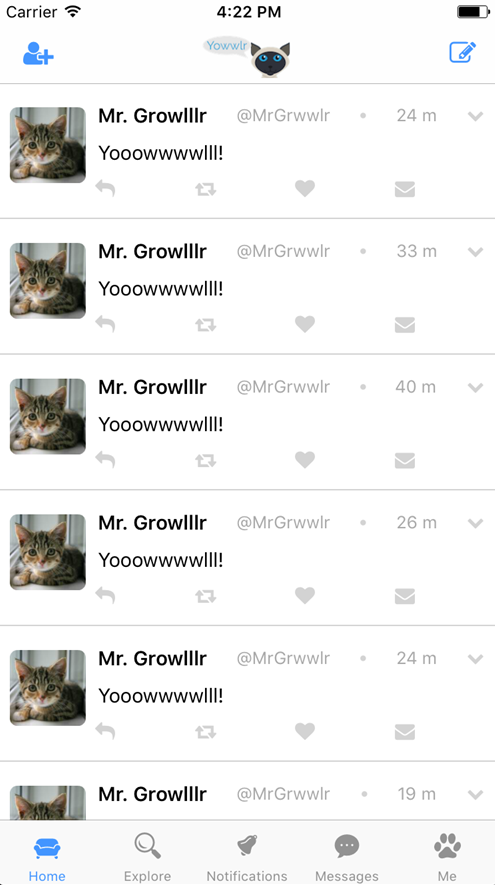 Carrier 4:22 PM
Yowwlr
Mr. Growlllr @MrGrwwlr • 24 m
Yooowwwwlll!
Mr. Growlllr @MrGrwwlr • 33 m
Yooowwwwlll!
Mr. Growlllr @MrGrwwlr • 40 m
Yooowwwwlll!
Mr. Growlllr @MrGrwwlr • 26 m
Yooowwwwlll!
Mr. Growlllr @MrGrwwlr • 24 m
Yooowwwwlll!
Mr. Growlllr @MrGrwwlr • 19 m
Home Explore Notifications Messages Me